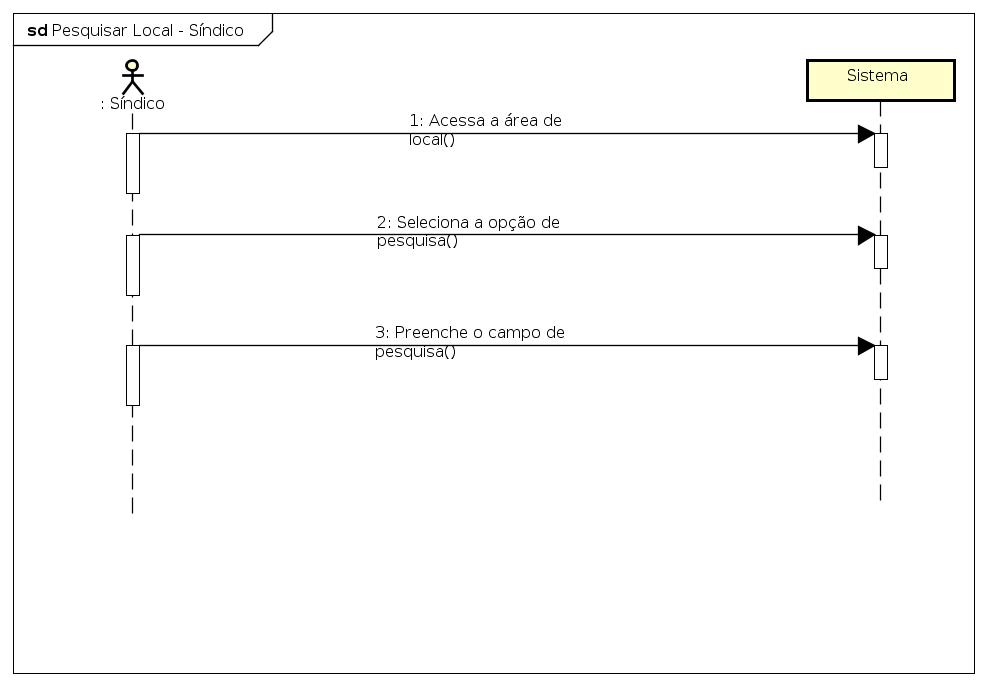 sd Pesquisar Local - Síndico
: Síndico
Sistema
1: Acessa a área de
local()
2: Seleciona a opção de
pesquisa()
3: Preenche o campo de
pesquisa()